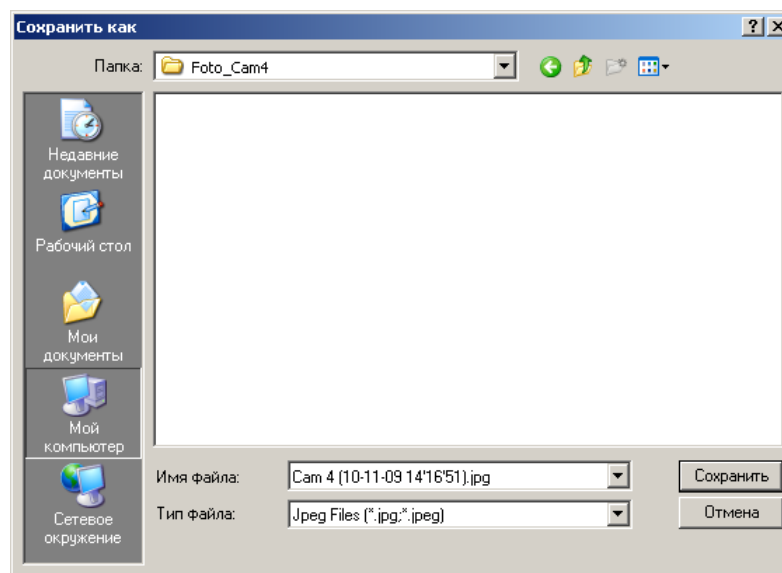 Сохранить как
Папка: Foto_Cam4
Недавние
документы
Рабочий стол
Мои
документы
Мой
компьютер
Сетевое
окружение
Имя файла: Cam 4 (10-11-09 14'16'51).jpg Сохранить
Тип файла: Jpeg Files (*.jpg;*.jpeg) Отмена